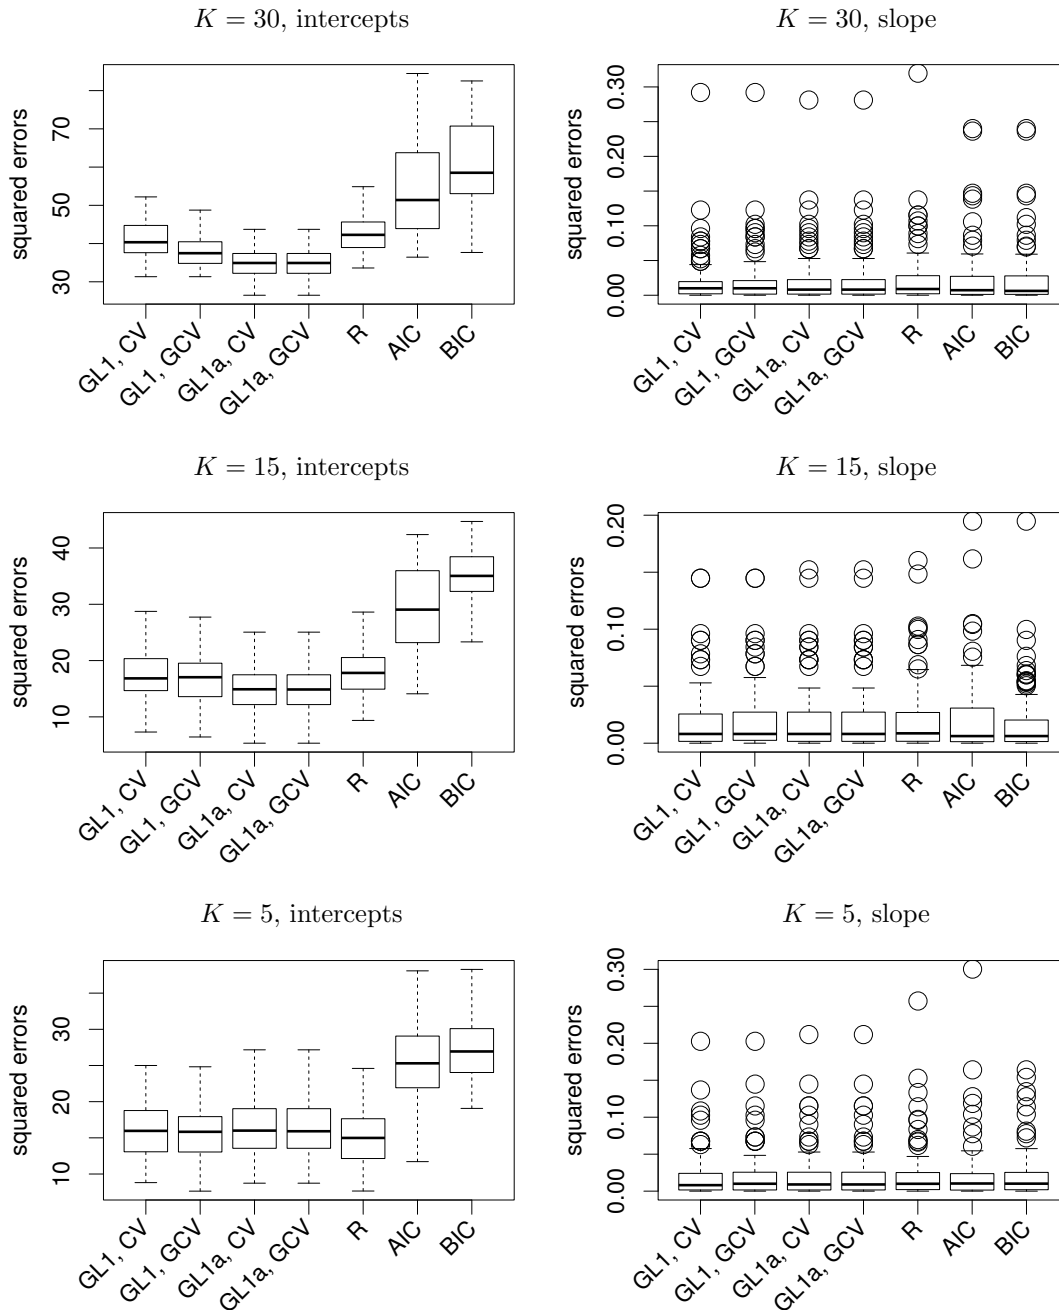 K = 30, intercepts
squared errors
30 50 70
GL1, CV
GL1, GCV
GL1a, CV
GL1a, GCV
R
AIC
BIC
K = 30, slope
squared errors
0.00 0.10 0.20 0.30
GL1, CV
GL1, GCV
GL1a, CV
GL1a, GCV
R
AIC
BIC
K = 15, intercepts
squared errors
10 20 30 40
GL1, CV
GL1, GCV
GL1a, CV
GL1a, GCV
R
AIC
BIC
K = 15, slope
squared errors
0.00 0.10 0.20
GL1, CV
GL1, GCV
GL1a, CV
GL1a, GCV
R
AIC
BIC
K = 5, intercepts
squared errors
10 20 30
GL1, CV
GL1, GCV
GL1a, CV
GL1a, GCV
R
AIC
BIC
K = 5, slope
squared errors
0.00 0.10 0.20 0.30
GL1, CV
GL1, GCV
GL1a, CV
GL1a, GCV
R
AIC
BIC